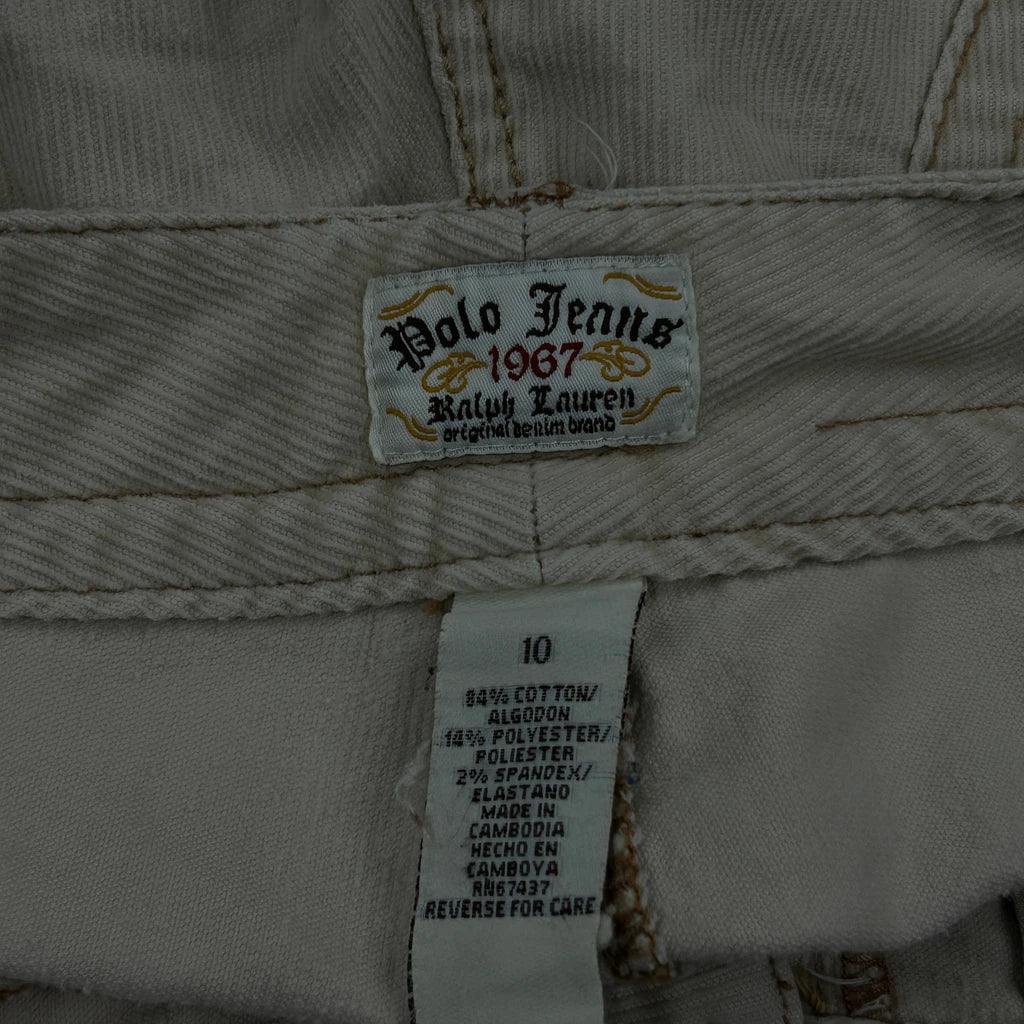 Polo Jeans
1967
Ralph Lauren
original denim brand
10
84% COTTON/
ALGODON
14% POLYESTER/
POLIESTER
2% SPANDEX/
ELASTANO
MADE IN
CAMBODIA
HECHO EN
CAMBOYA
RN67437
REVERSE FOR CARE